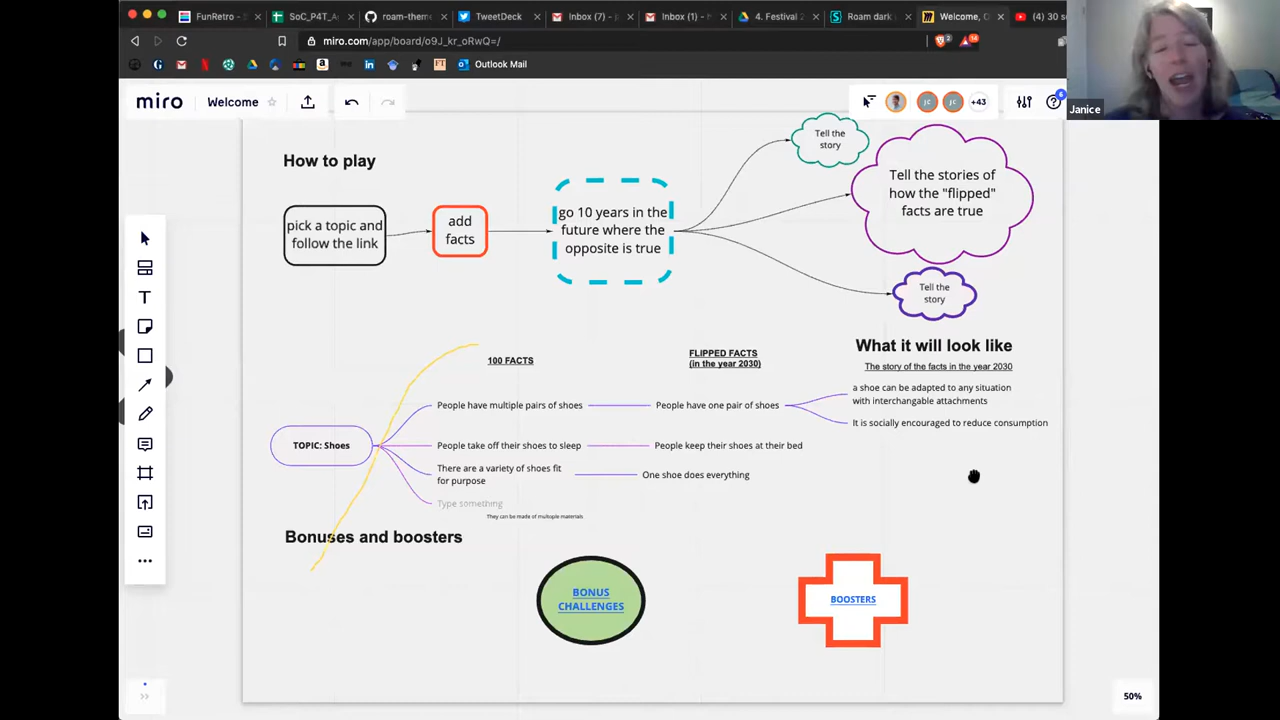 FunRetro
SoC_P4T_A
roam-theme
TweetDeck
Inbox (7) -
Inbox (1) -
4. Festival 2
Roam dark
Welcome, O
(4) 30 s
miro.com/app/board/o9J_kr_oRwQ=/
2
14
Outlook Mail
miro
Welcome
JC
JC
+43
6
Janice
How to play
pick a topic and
follow the link
add
facts
go 10 years in the
future where the
opposite is true
Tell the
story
Tell the stories of
how the "flipped"
facts are true
Tell the
story
What it will look like
100 FACTS
FLIPPED FACTS
(in the year 2030)
The story of the facts in the year 2030
TOPIC: Shoes
People have multiple pairs of shoes
People have one pair of shoes
a shoe can be adapted to any situation
with interchangable attachments
It is socially encouraged to reduce consumption
People take off their shoes to sleep
People keep their shoes at their bed
There are a variety of shoes fit
for purpose
One shoe does everything
Type something
They can be made of multiuple materials
Bonuses and boosters
BONUS
CHALLENGES
BOOSTERS
50%